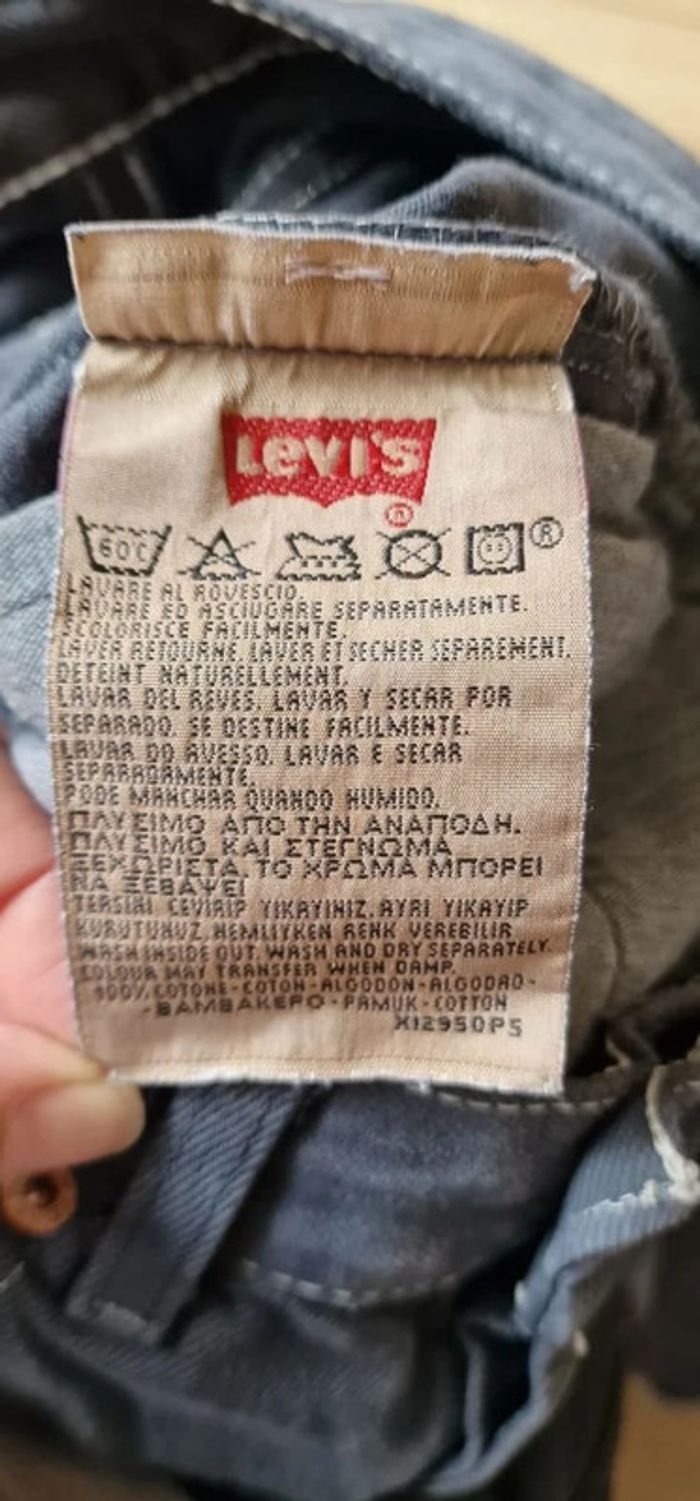 Levi's
®
60°C
®
LAVARE AL ROVESCIO.
LAVARE ED ASCIUGARE SEPARATAMENTE.
SCOLORISCE FACILMENTE.
LAVER RETOURNE. LAVER ET SECHER SEPAREMENT.
DETEINT NATURELLEMENT.
LAVAR DEL REVES. LAVAR Y SECAR POR
SEPARADO. SE DESTINE FACILMENTE.
LAVAR DO AVESSO. LAVAR E SECAR
SEPARADAMENTE.
PODE MANCHAR QUANDO HUMIDO.
ΠΛΥΣΙΜΟ ΑΠΟ ΤΗΝ ΑΝΑΠΟΔΗ.
ΠΛΥΣΙΜΟ ΚΑΙ ΣΤΕΓΝΩΜΑ
ΞΕΧΩΡΙΣΤΑ. ΤΟ ΧΡΩΜΑ ΜΠΟΡΕΙ
ΝΑ ΞΕΒΑΨΕΙ
TERSINI CEVIRIP YIKAYINIZ. AYRI YIKAYIP
KURUTUNUZ. NEMLIYKEN RENK VEREBILIR
WASH INSIDE OUT. WASH AND DRY SEPARATELY.
COLOUR MAY TRANSFER WHEN DAMP.
100% COTONE-COTON-ALGODON-ALGODAO-
-BAMBAKEPO-PAMUK-COTTON
X12950P5